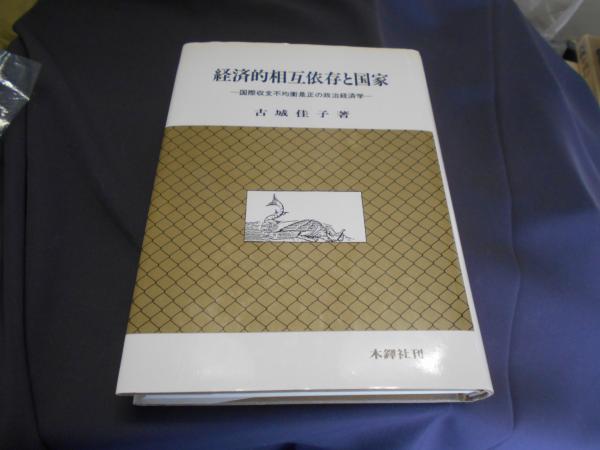 経済的相互依存と国家
―国際収支不均衡是正の政治経済学―
古城佳子著
木鐸社刊